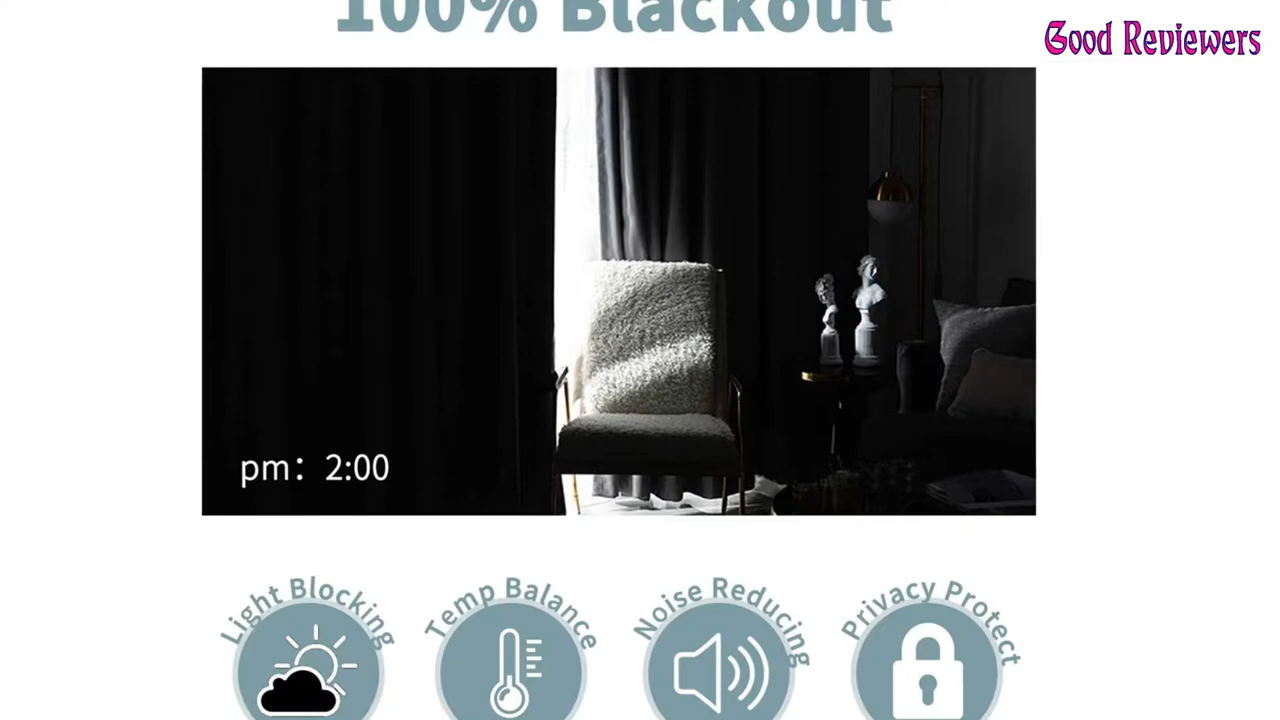 100% Blackout
Good Reviewers
pm: 2:00
Light Blocking
Temp Balance
Noise Reducing
Privacy Protect